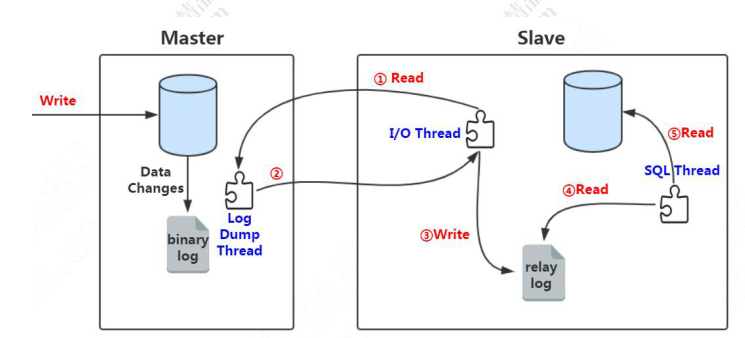 Master
Slave
Write
① Read
I/O Thread
⑤Read
Data
Changes
②
SQL Thread
④Read
Log
Dump
Thread
binary
log
③Write
relay
log